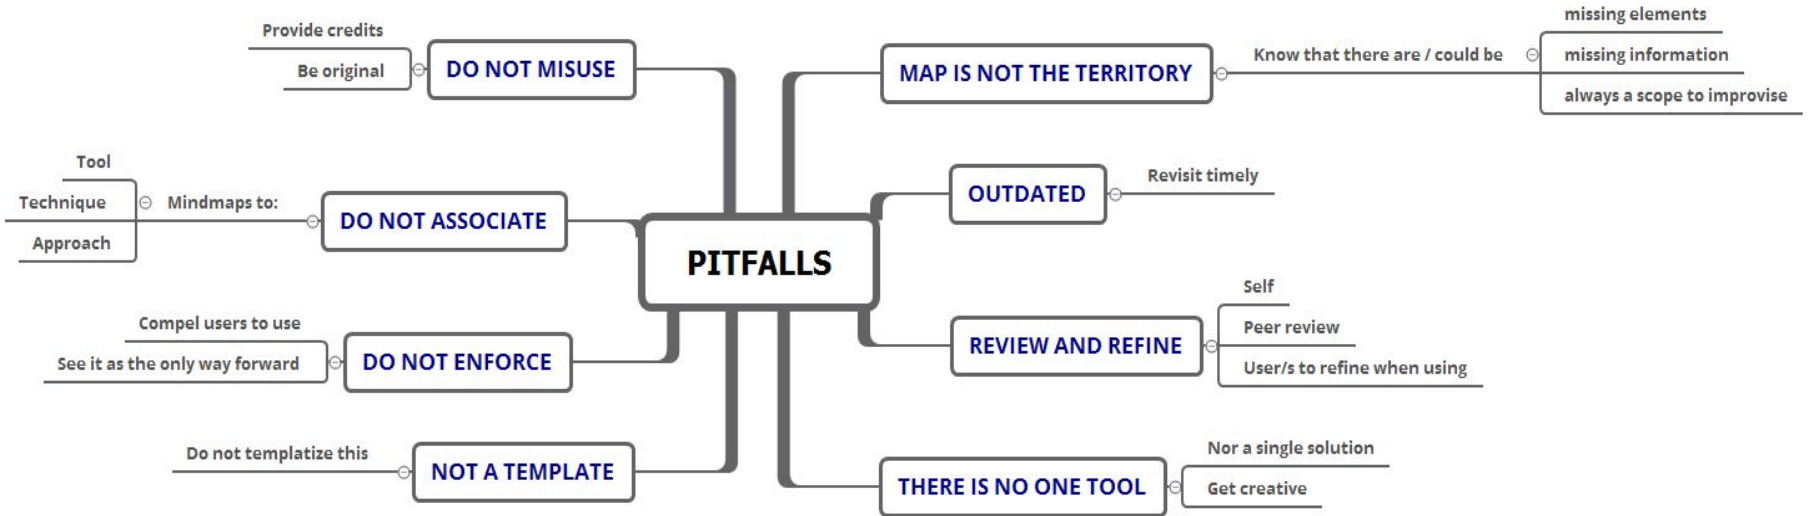 PITFALLS
DO NOT MISUSE
Provide credits
Be original
DO NOT ASSOCIATE
Mindmaps to:
Tool
Technique
Approach
DO NOT ENFORCE
Compel users to use
See it as the only way forward
NOT A TEMPLATE
Do not templatize this
MAP IS NOT THE TERRITORY
Know that there are / could be
missing elements
missing information
always a scope to improvise
OUTDATED
Revisit timely
REVIEW AND REFINE
Self
Peer review
User/s to refine when using
THERE IS NO ONE TOOL
Nor a single solution
Get creative